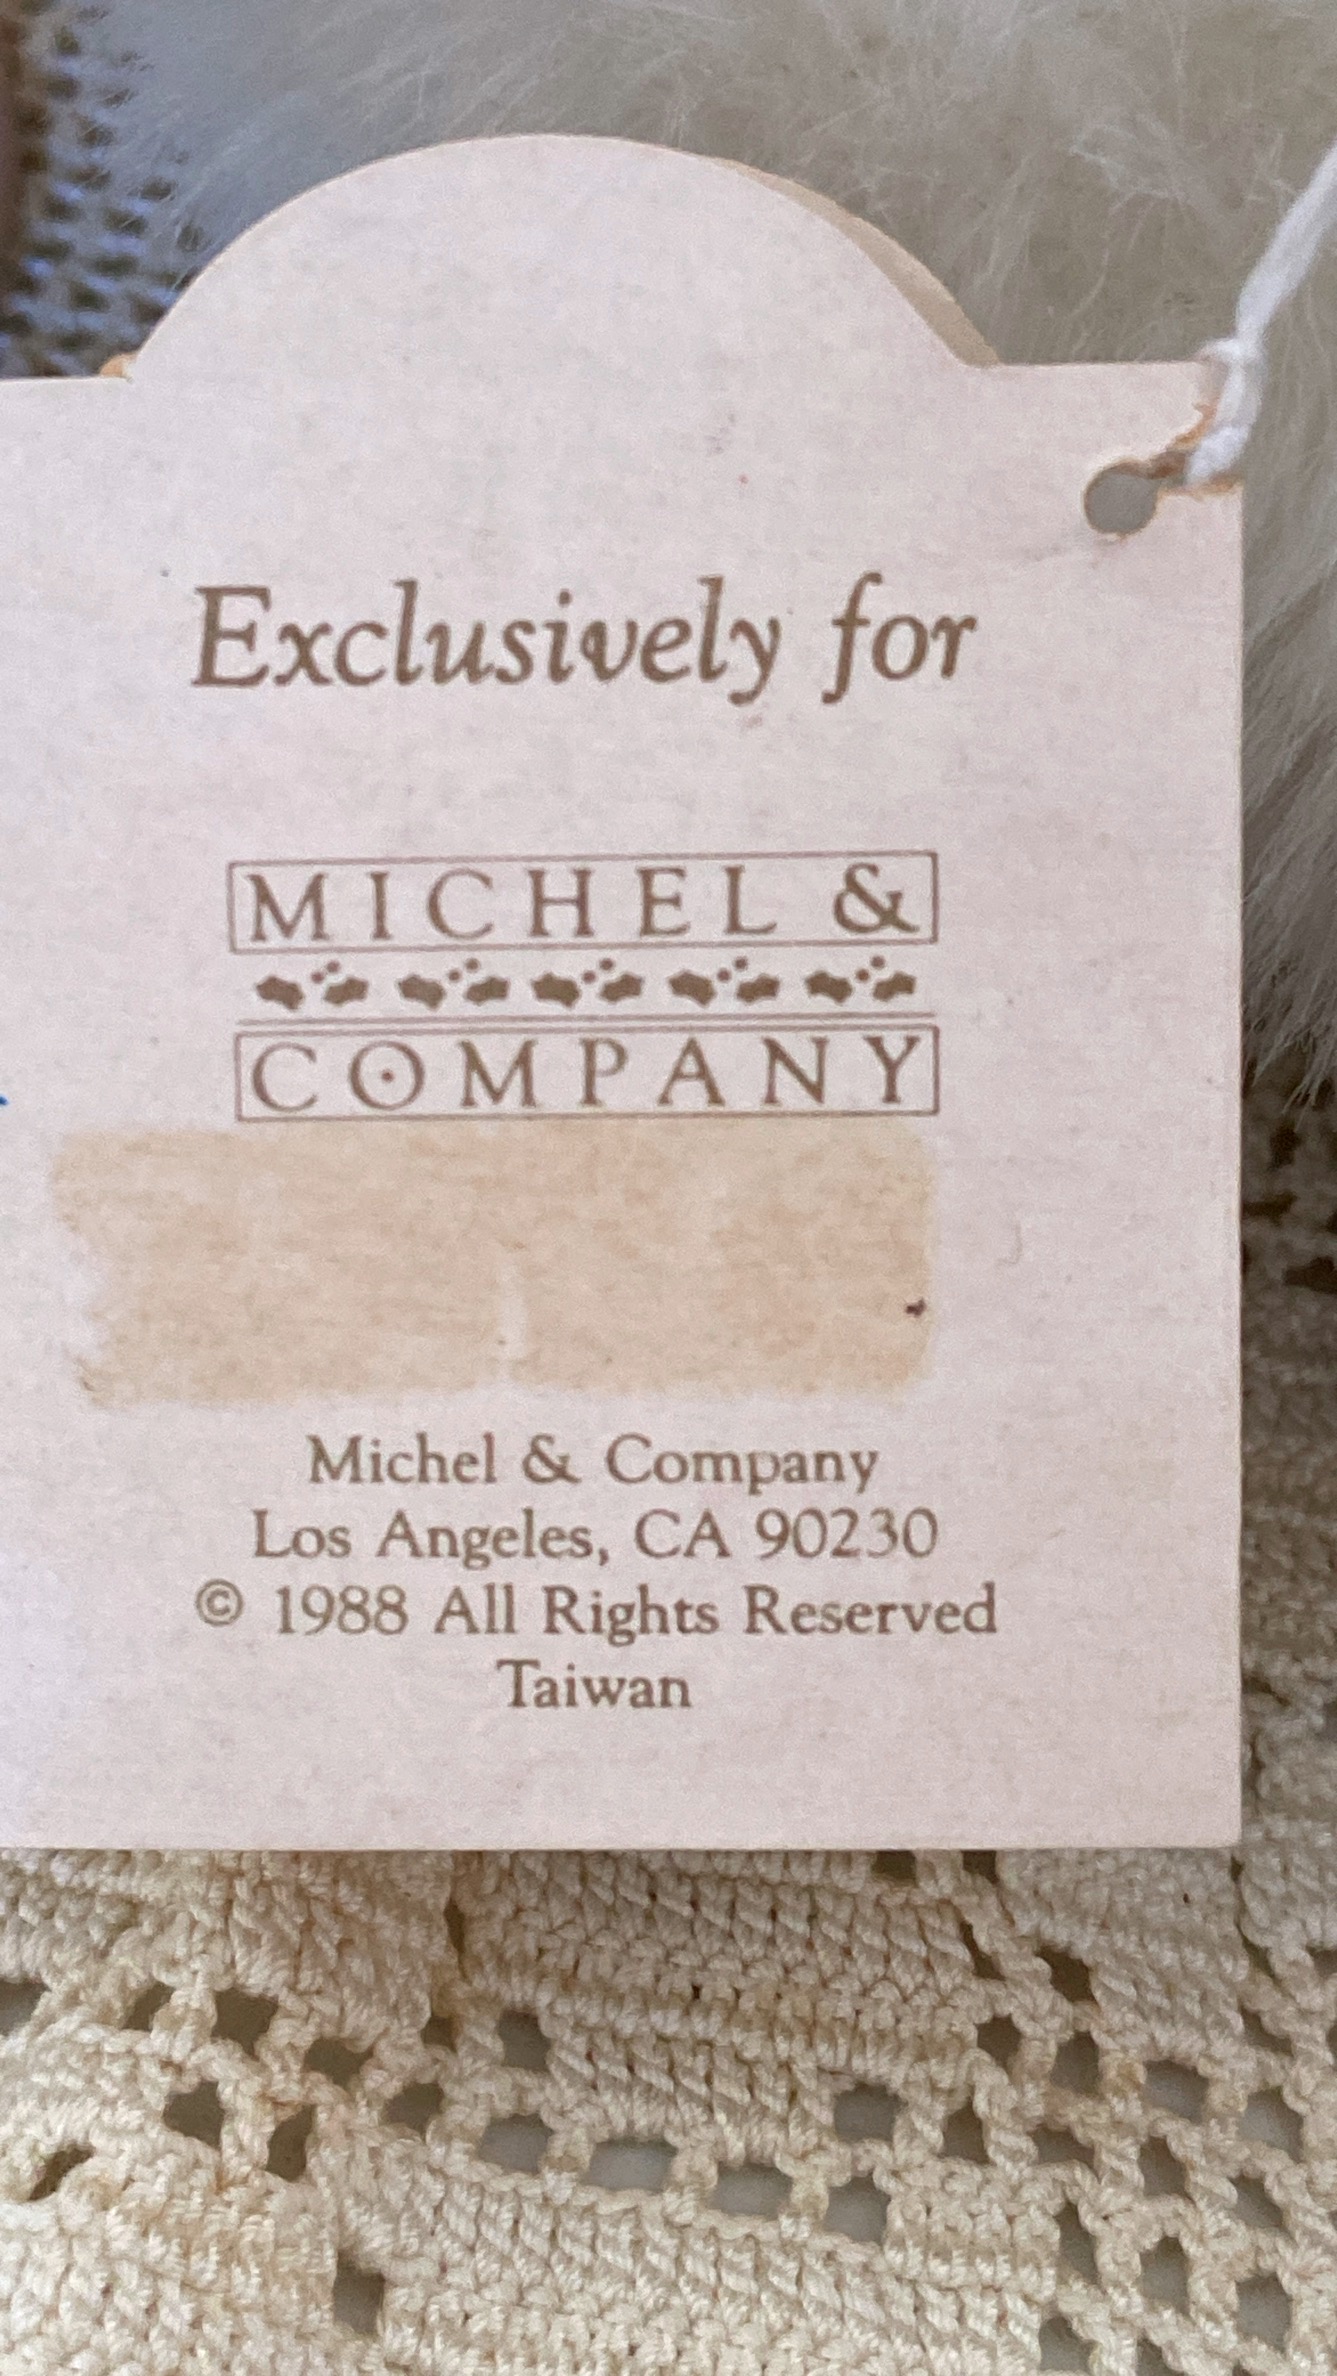 Exclusively for
MICHEL &
COMPANY
Michel & Company
Los Angeles, CA 90230
© 1988 All Rights Reserved
Taiwan